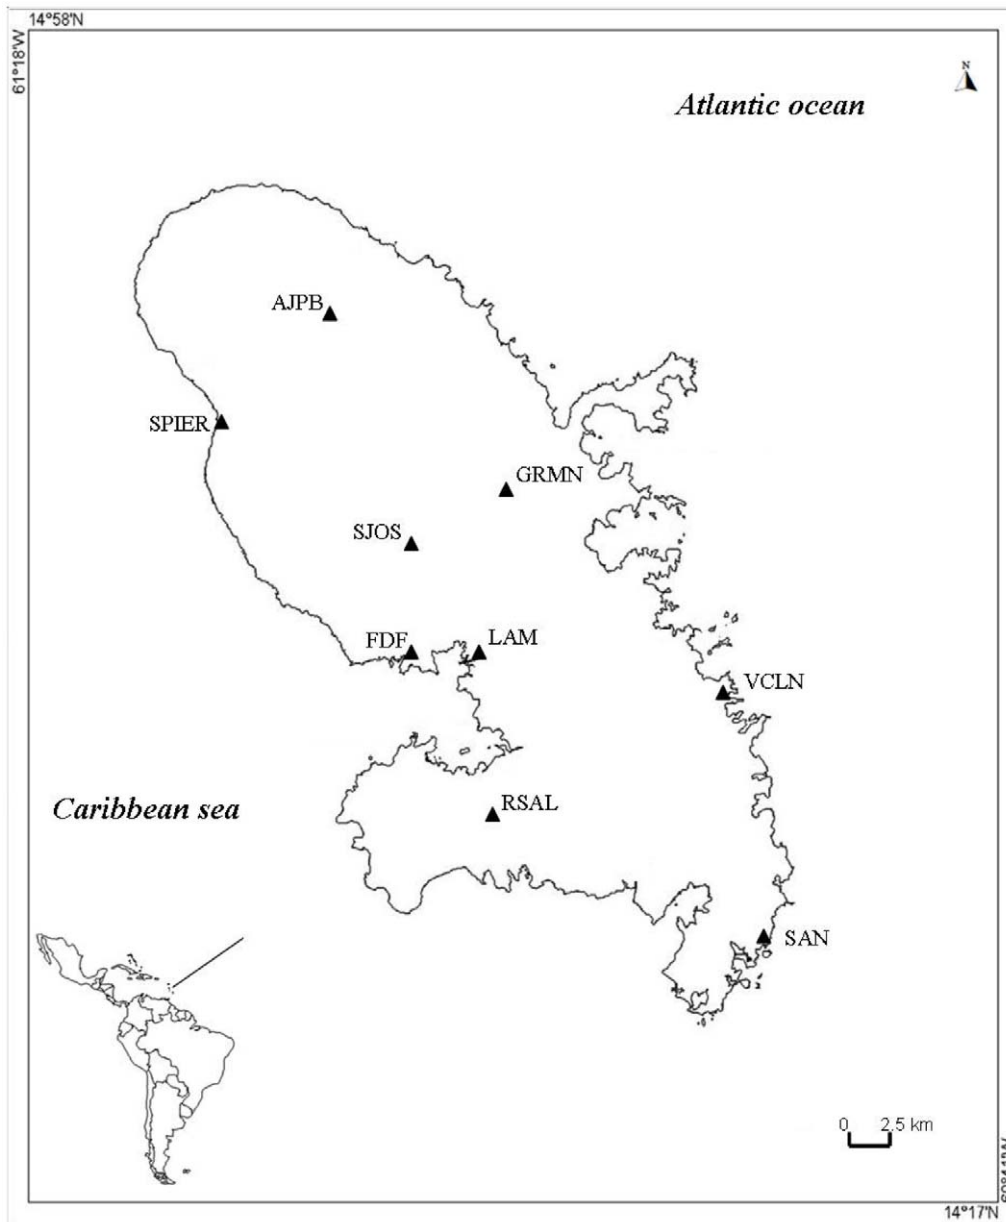 14°58'N
61°18'W
N
Atlantic ocean
AJPB
SPIER
GRMN
SJOS
FDF
LAM
VCLN
Caribbean sea
RSAL
SAN
0 2.5 km
14°17'N